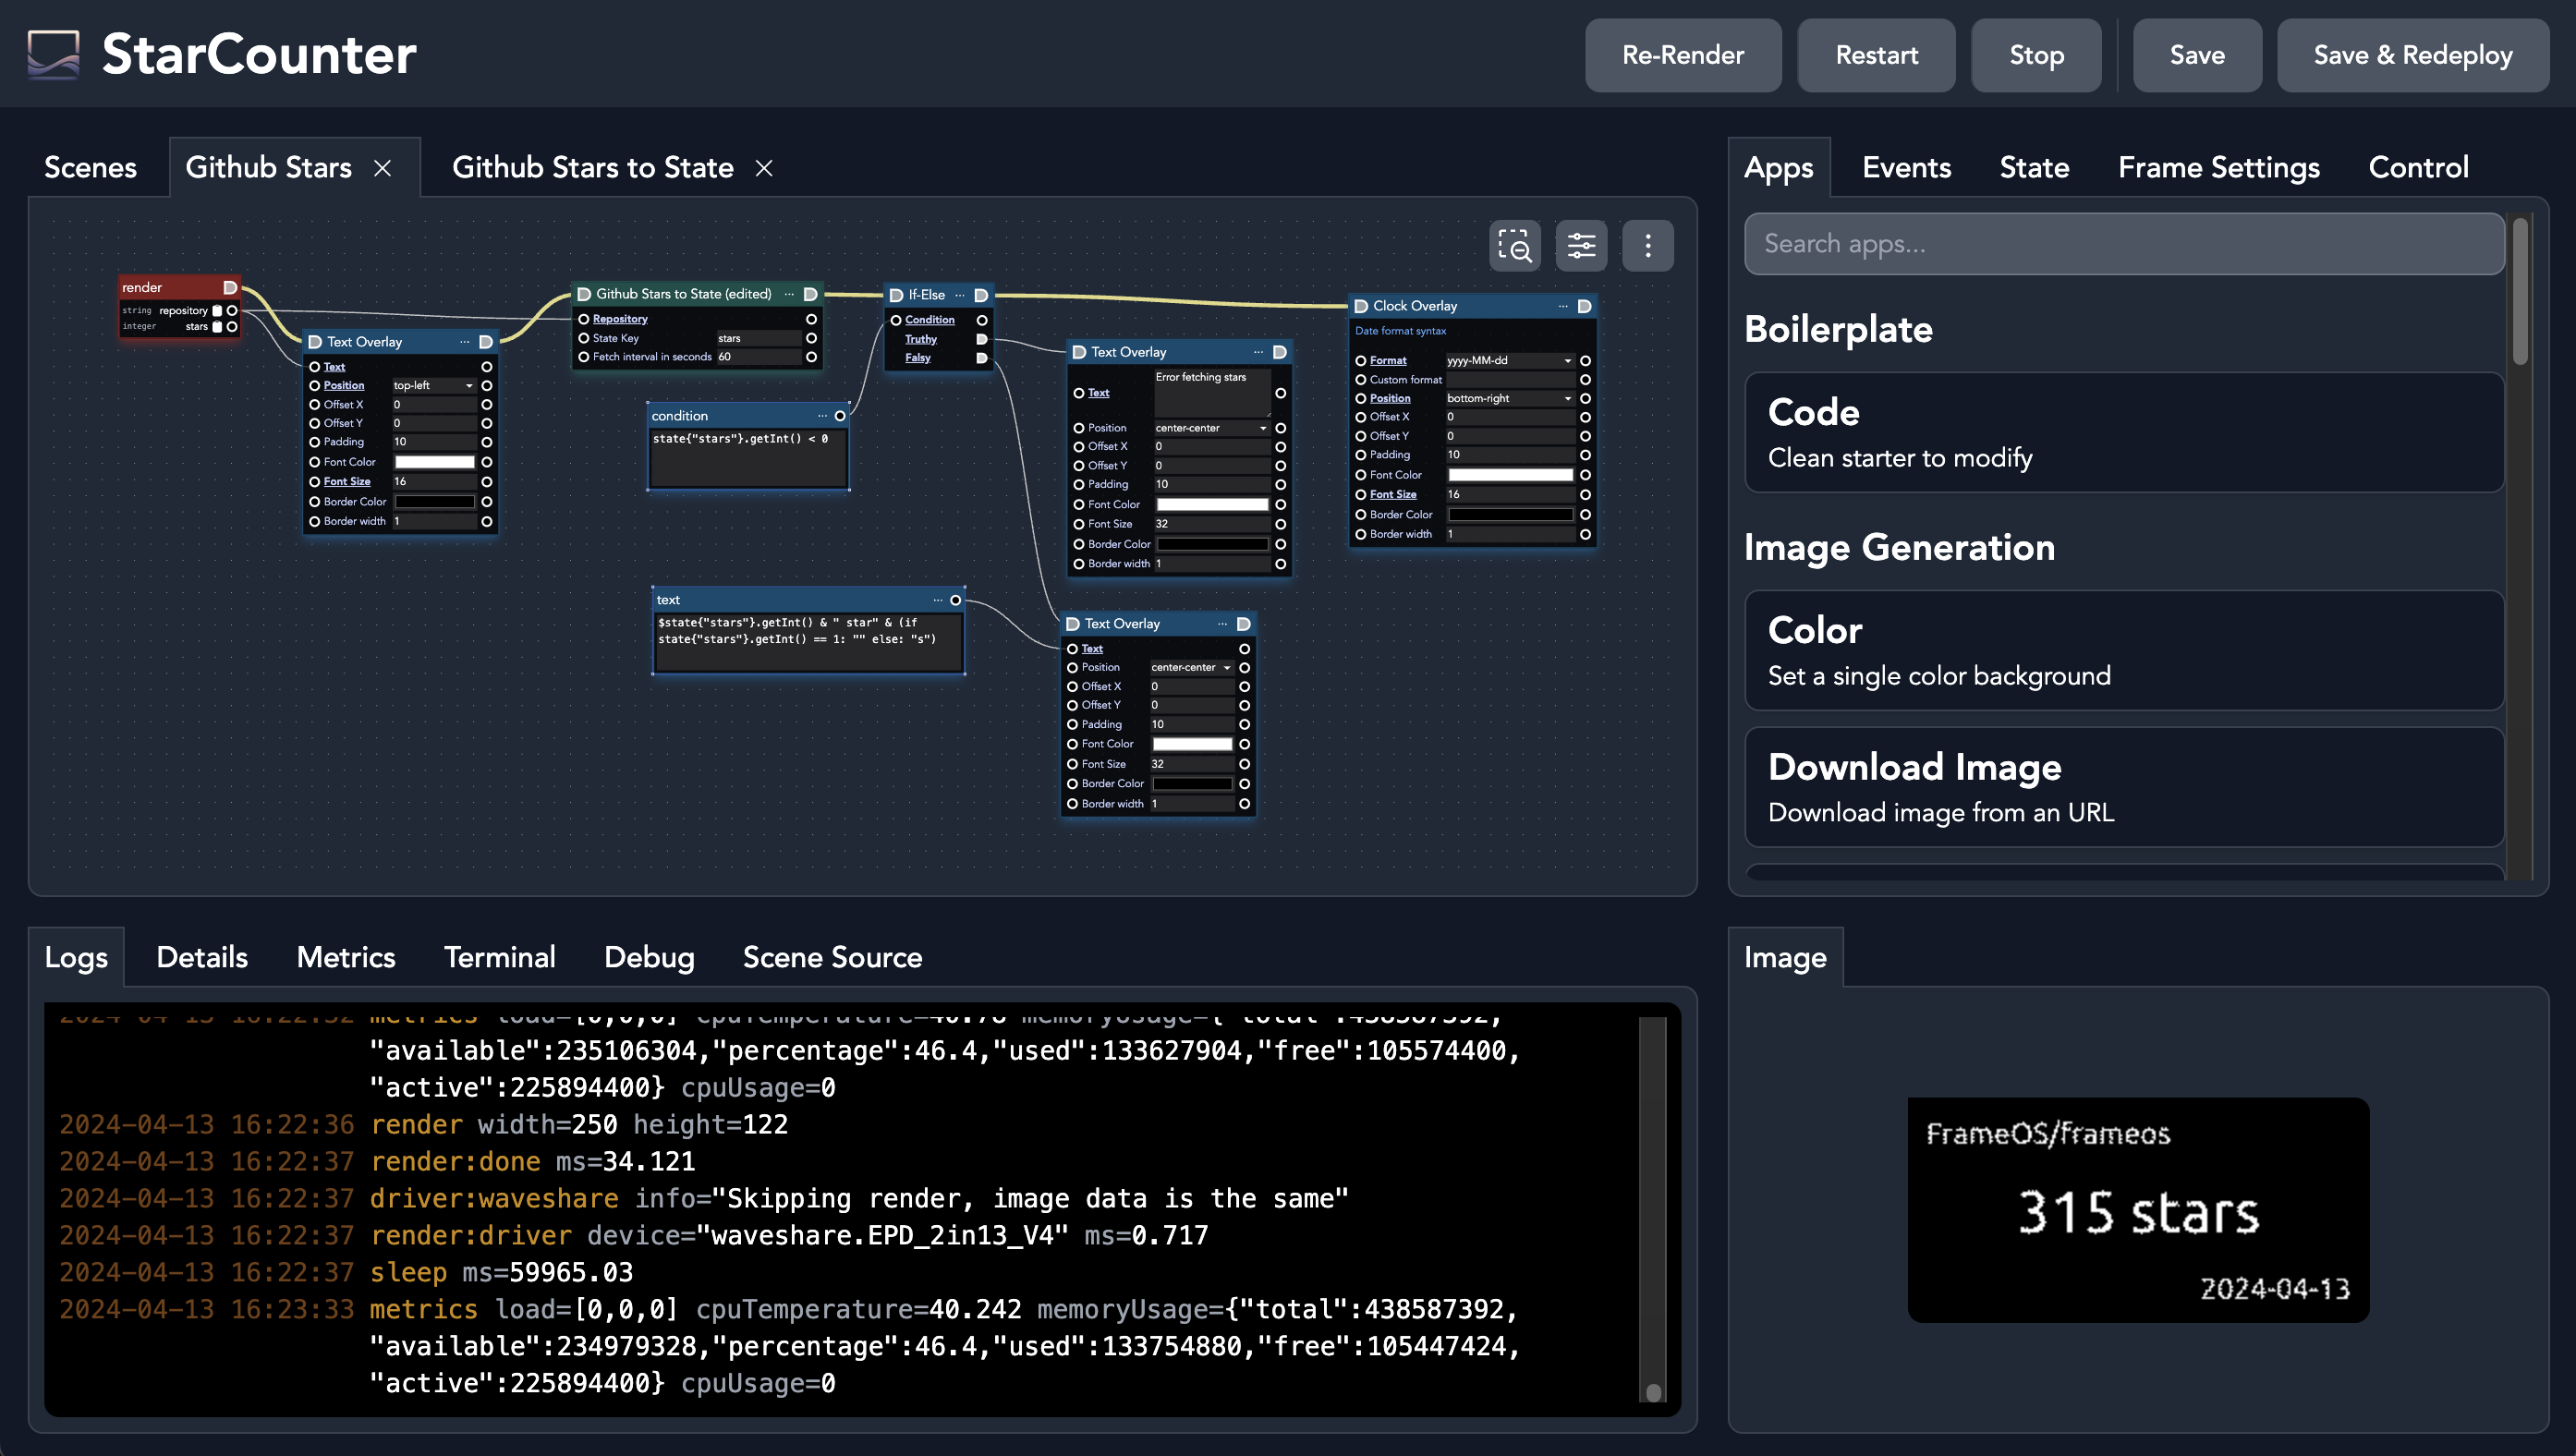 StarCounter
Re-Render Restart Stop Save Save & Redeploy
Scenes Github Stars Github Stars to State
render
string repository
integer stars
Text Overlay ...
Text
Position top-left
Offset X 0
Offset Y 0
Padding 10
Font Color
Font Size 16
Border Color
Border width 1
Github Stars to State (edited) ...
Repository
State Key stars
Fetch interval in seconds 60
If-Else ...
Condition
Truthy
Falsy
condition ...
state{"stars"}.getInt() < 0
text ...
$state{"stars"}.getInt() & " star" & (if
state{"stars"}.getInt() == 1: "" else: "s")
Text Overlay ...
Text Error fetching stars
Position center-center
Offset X 0
Offset Y 0
Padding 10
Font Color
Font Size 32
Border Color
Border width 1
Text Overlay ...
Text
Position center-center
Offset X 0
Offset Y 0
Padding 10
Font Color
Font Size 32
Border Color
Border width 1
Clock Overlay ...
Date format syntax
Format yyyy-MM-dd
Custom format
Position bottom-right
Offset X 0
Offset Y 0
Padding 10
Font Color
Font Size 16
Border Color
Border width 1
Apps Events State Frame Settings Control
Search apps...
Boilerplate
Code
Clean starter to modify
Image Generation
Color
Set a single color background
Download Image
Download image from an URL
Logs Details Metrics Terminal Debug Scene Source
"available":235106304,"percentage":46.4,"used":133627904,"free":105574400,
"active":225894400} cpuUsage=0
2024-04-13 16:22:36 render width=250 height=122
2024-04-13 16:22:37 render:done ms=34.121
2024-04-13 16:22:37 driver:waveshare info="Skipping render, image data is the same"
2024-04-13 16:22:37 render:driver device="waveshare.EPD_2in13_V4" ms=0.717
2024-04-13 16:22:37 sleep ms=59965.03
2024-04-13 16:23:33 metrics load=[0,0,0] cpuTemperature=40.242 memoryUsage={"total":438587392,
"available":234979328,"percentage":46.4,"used":133754880,"free":105447424,
"active":225894400} cpuUsage=0
Image
FrameOS/frameos
315 stars
2024-04-13